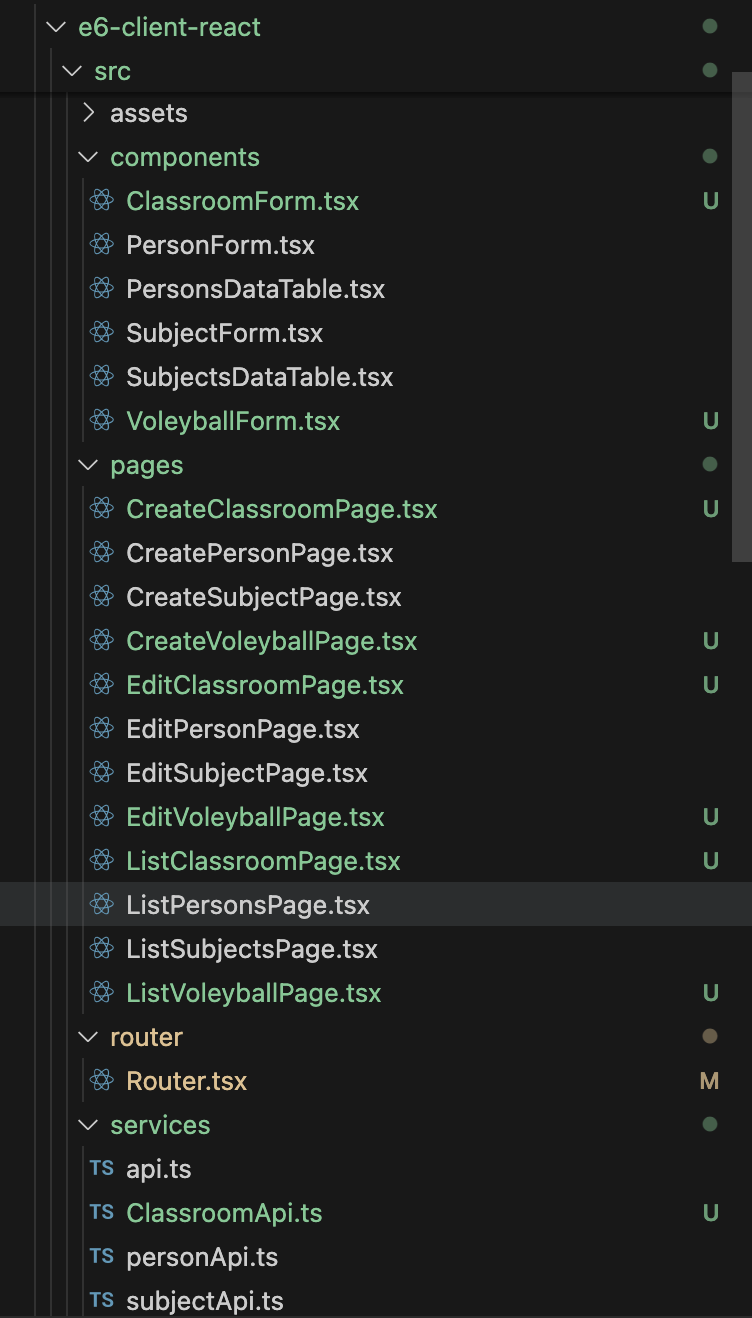 e6-client-react
src
assets
components
ClassroomForm.tsx U
PersonForm.tsx
PersonsDataTable.tsx
SubjectForm.tsx
SubjectsDataTable.tsx
VoleyballForm.tsx U
pages
CreateClassroomPage.tsx U
CreatePersonPage.tsx
CreateSubjectPage.tsx
CreateVoleyballPage.tsx U
EditClassroomPage.tsx U
EditPersonPage.tsx
EditSubjectPage.tsx
EditVoleyballPage.tsx U
ListClassroomPage.tsx U
ListPersonsPage.tsx
ListSubjectsPage.tsx
ListVoleyballPage.tsx U
router
Router.tsx M
services
TS api.ts
TS ClassroomApi.ts U
TS personApi.ts
TS subjectApi.ts